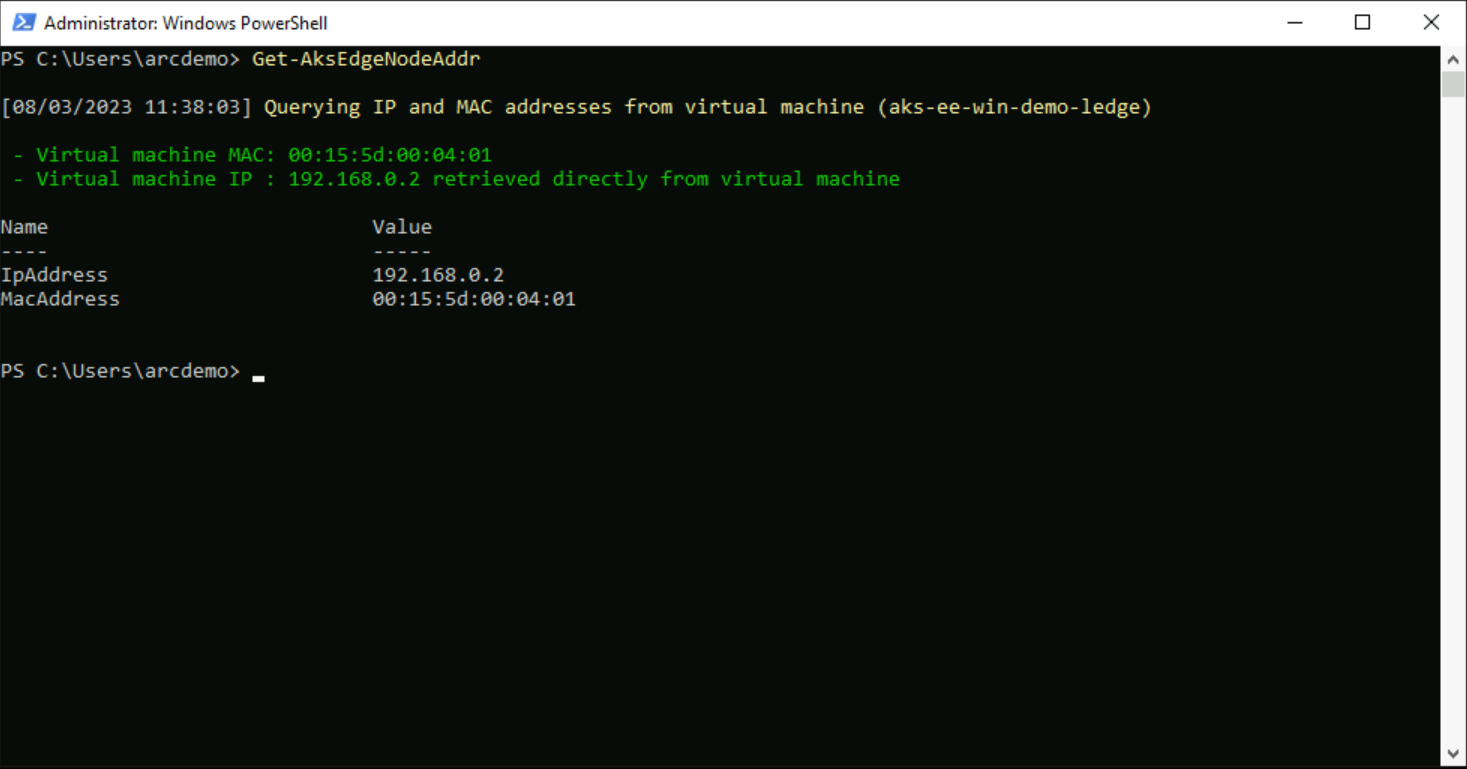 Administrator: Windows PowerShell
PS C:\Users\arcdemo> Get-AksEdgeNodeAddr
[08/03/2023 11:38:03] Querying IP and MAC addresses from virtual machine (aks-ee-win-demo-ledge)
- Virtual machine MAC: 00:15:5d:00:04:01
- Virtual machine IP : 192.168.0.2 retrieved directly from virtual machine
Name                           Value
----                           -----
IpAddress                      192.168.0.2
MacAddress                     00:15:5d:00:04:01
PS C:\Users\arcdemo>